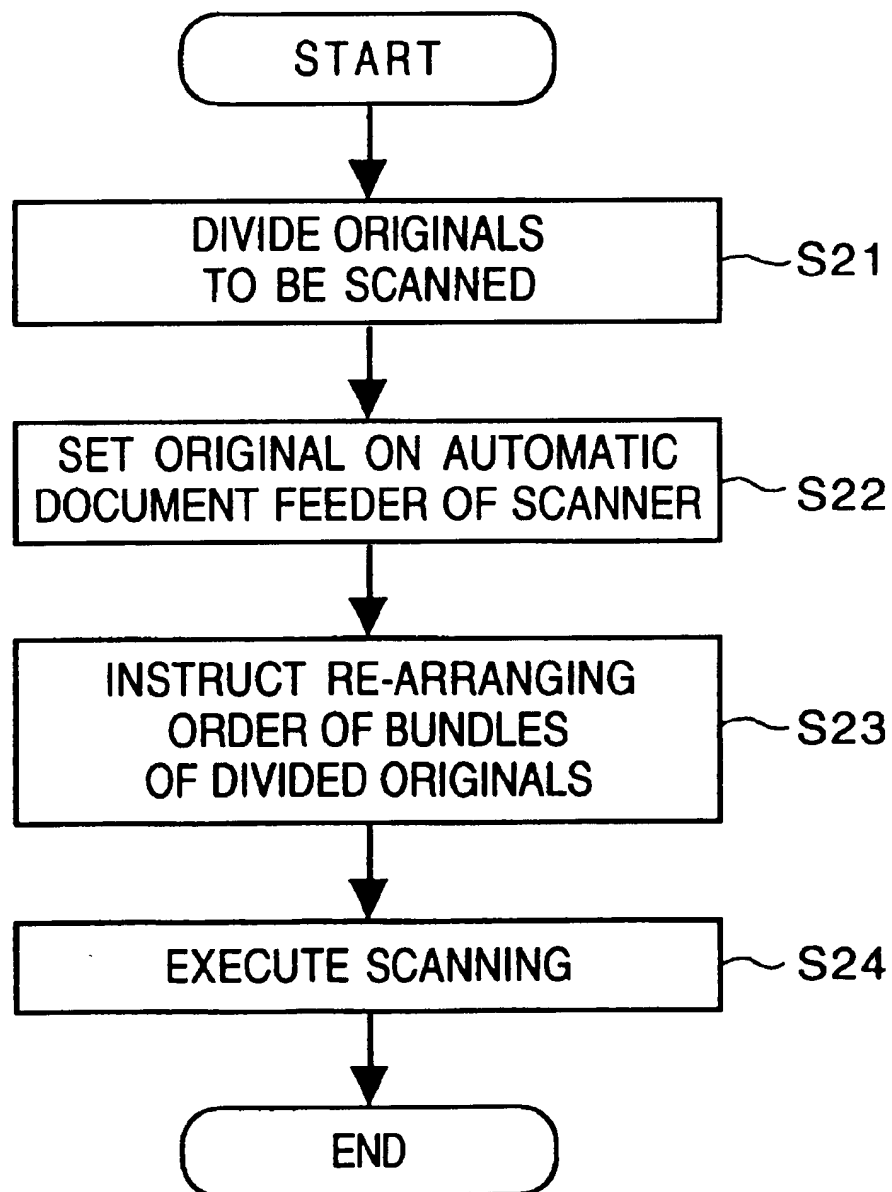 START
DIVIDE ORIGINALS
TO BE SCANNED
S21
SET ORIGINAL ON AUTOMATIC
DOCUMENT FEEDER OF SCANNER
S22
INSTRUCT RE-ARRANGING
ORDER OF BUNDLES
OF DIVIDED ORIGINALS
S23
EXECUTE SCANNING
S24
END